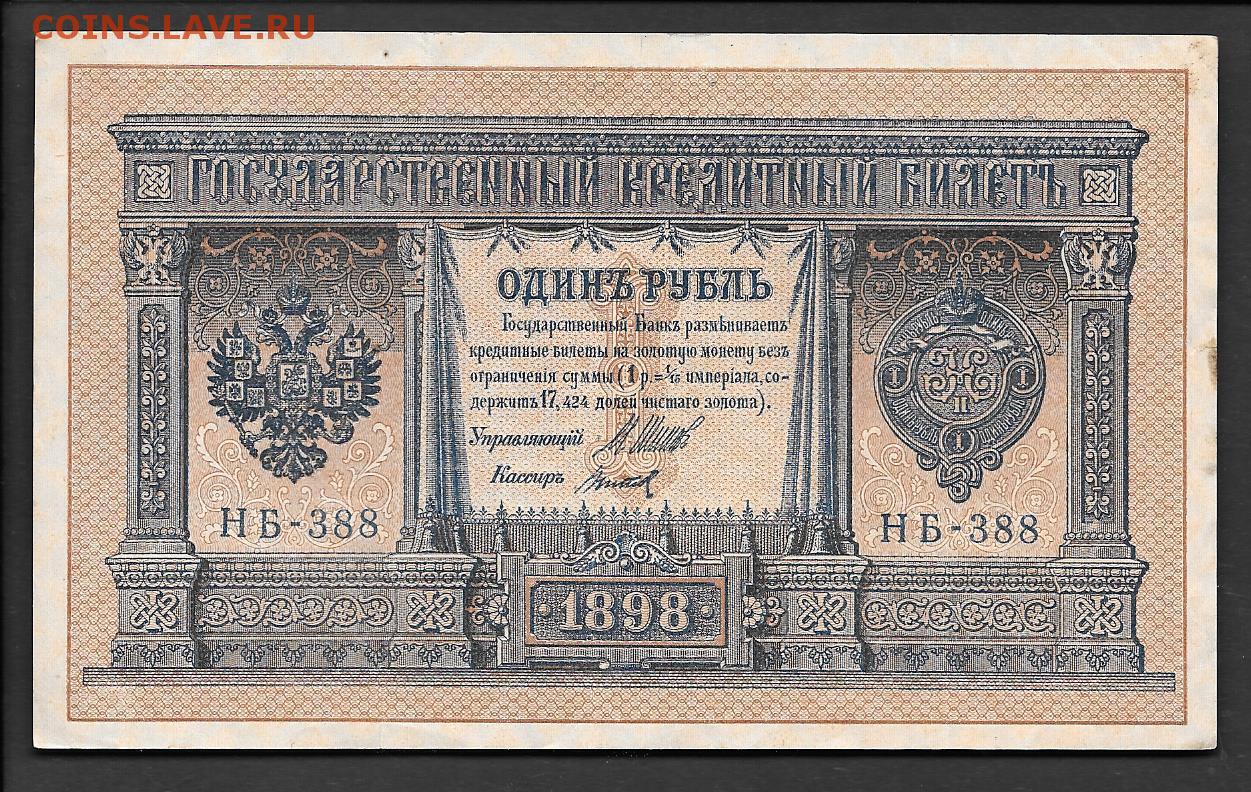 COINS.LAVE.RU
ГОСУДАРСТВЕННЫЙ КРЕДИТНЫЙ БИЛЕТЪ
ОДИНЪ РУБЛЬ
Государственный Банкъ размѣниваетъ
кредитные билеты на золотую монету безъ
ограниченія суммы (1 р. = 1/15 имперіала, со-
держитъ 17,424 долей чистаго золота).
Управляющій
Кассиръ
НБ-388
НБ-388
1898